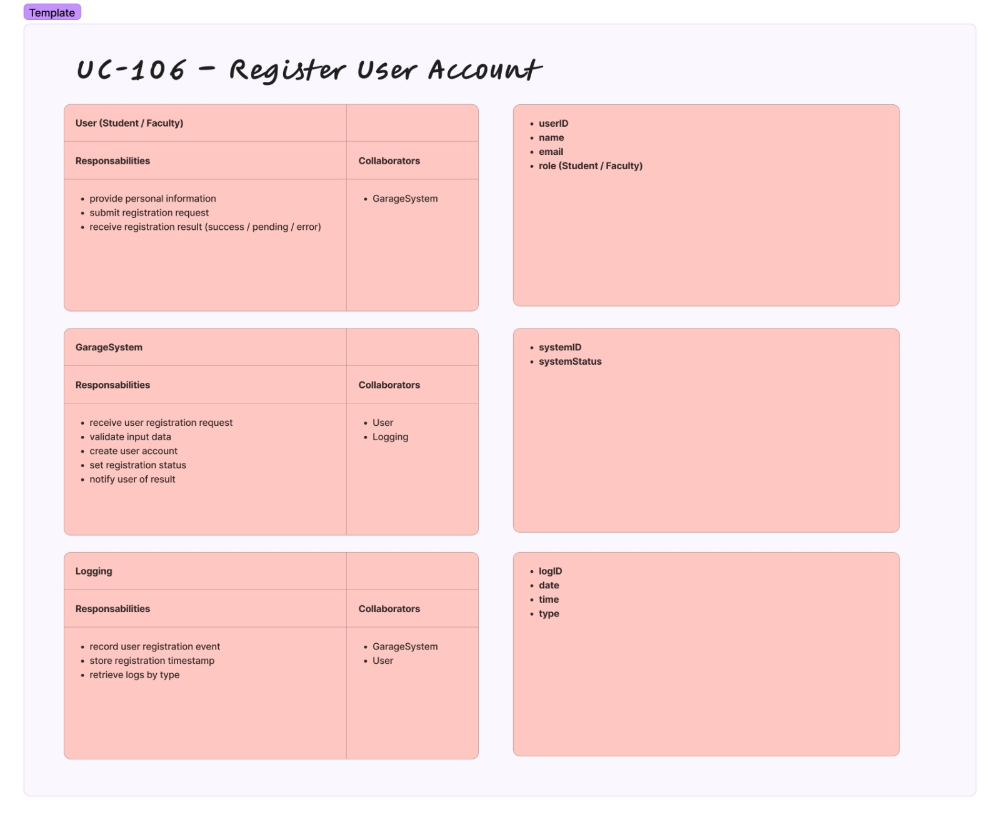 Template
UC-106 – Register User Account
User (Student / Faculty)
Responsabilities
Collaborators
• provide personal information
• submit registration request
• receive registration result (success / pending / error)
• GarageSystem
• userID
• name
• email
• role (Student / Faculty)
GarageSystem
Responsabilities
Collaborators
• receive user registration request
• validate input data
• create user account
• set registration status
• notify user of result
• User
• Logging
• systemID
• systemStatus
Logging
Responsabilities
Collaborators
• record user registration event
• store registration timestamp
• retrieve logs by type
• GarageSystem
• User
• logID
• date
• time
• type